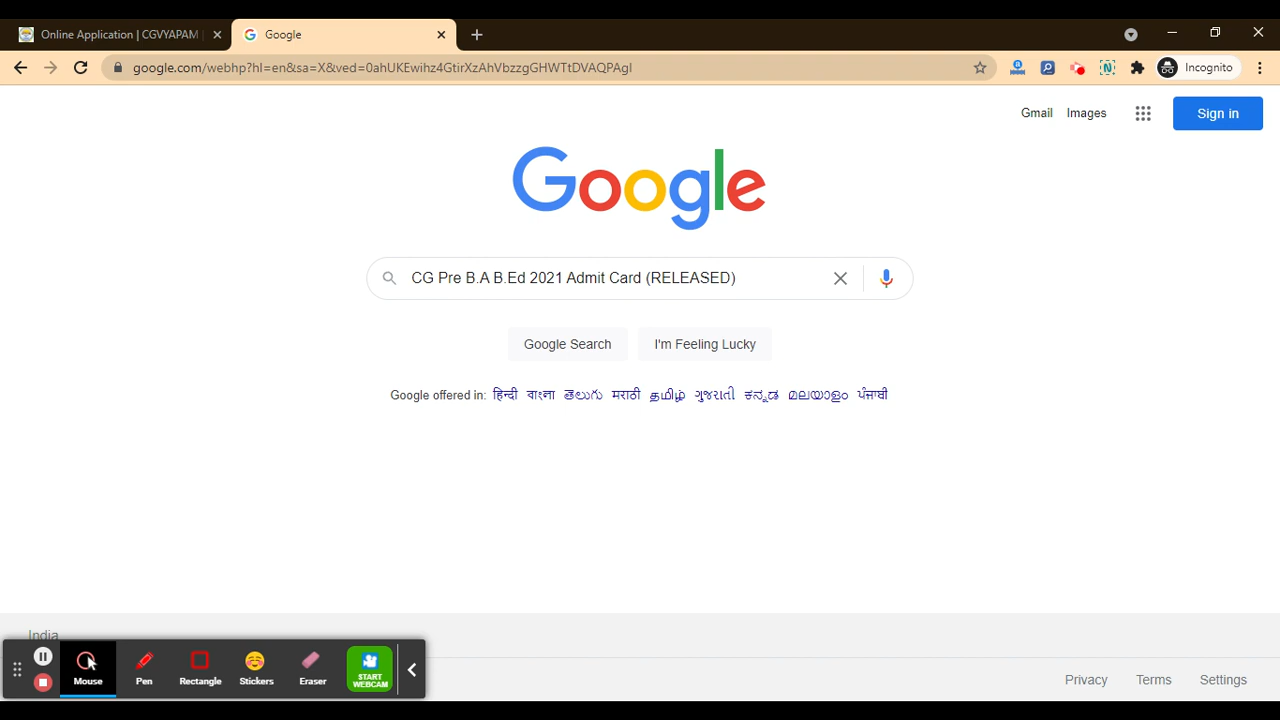 Online Application | CGVYAPAM
Google
google.com/webhp?hl=en&sa=X&ved=0ahUKEwihz4GtirXzAhVbzzgGHWTtDVAQPAgI
Incognito
Gmail Images Sign in
Google
CG Pre B.A B.Ed 2021 Admit Card (RELEASED)
Google Search I'm Feeling Lucky
Google offered in: हिन्दी বাংলা తెలుగు मराठी தமிழ் ગુજરાતી ಕನ್ನಡ മലയാളം ਪੰਜਾਬੀ
India
Mouse Pen Rectangle Stickers Eraser START WEBCAM
Privacy Terms Settings